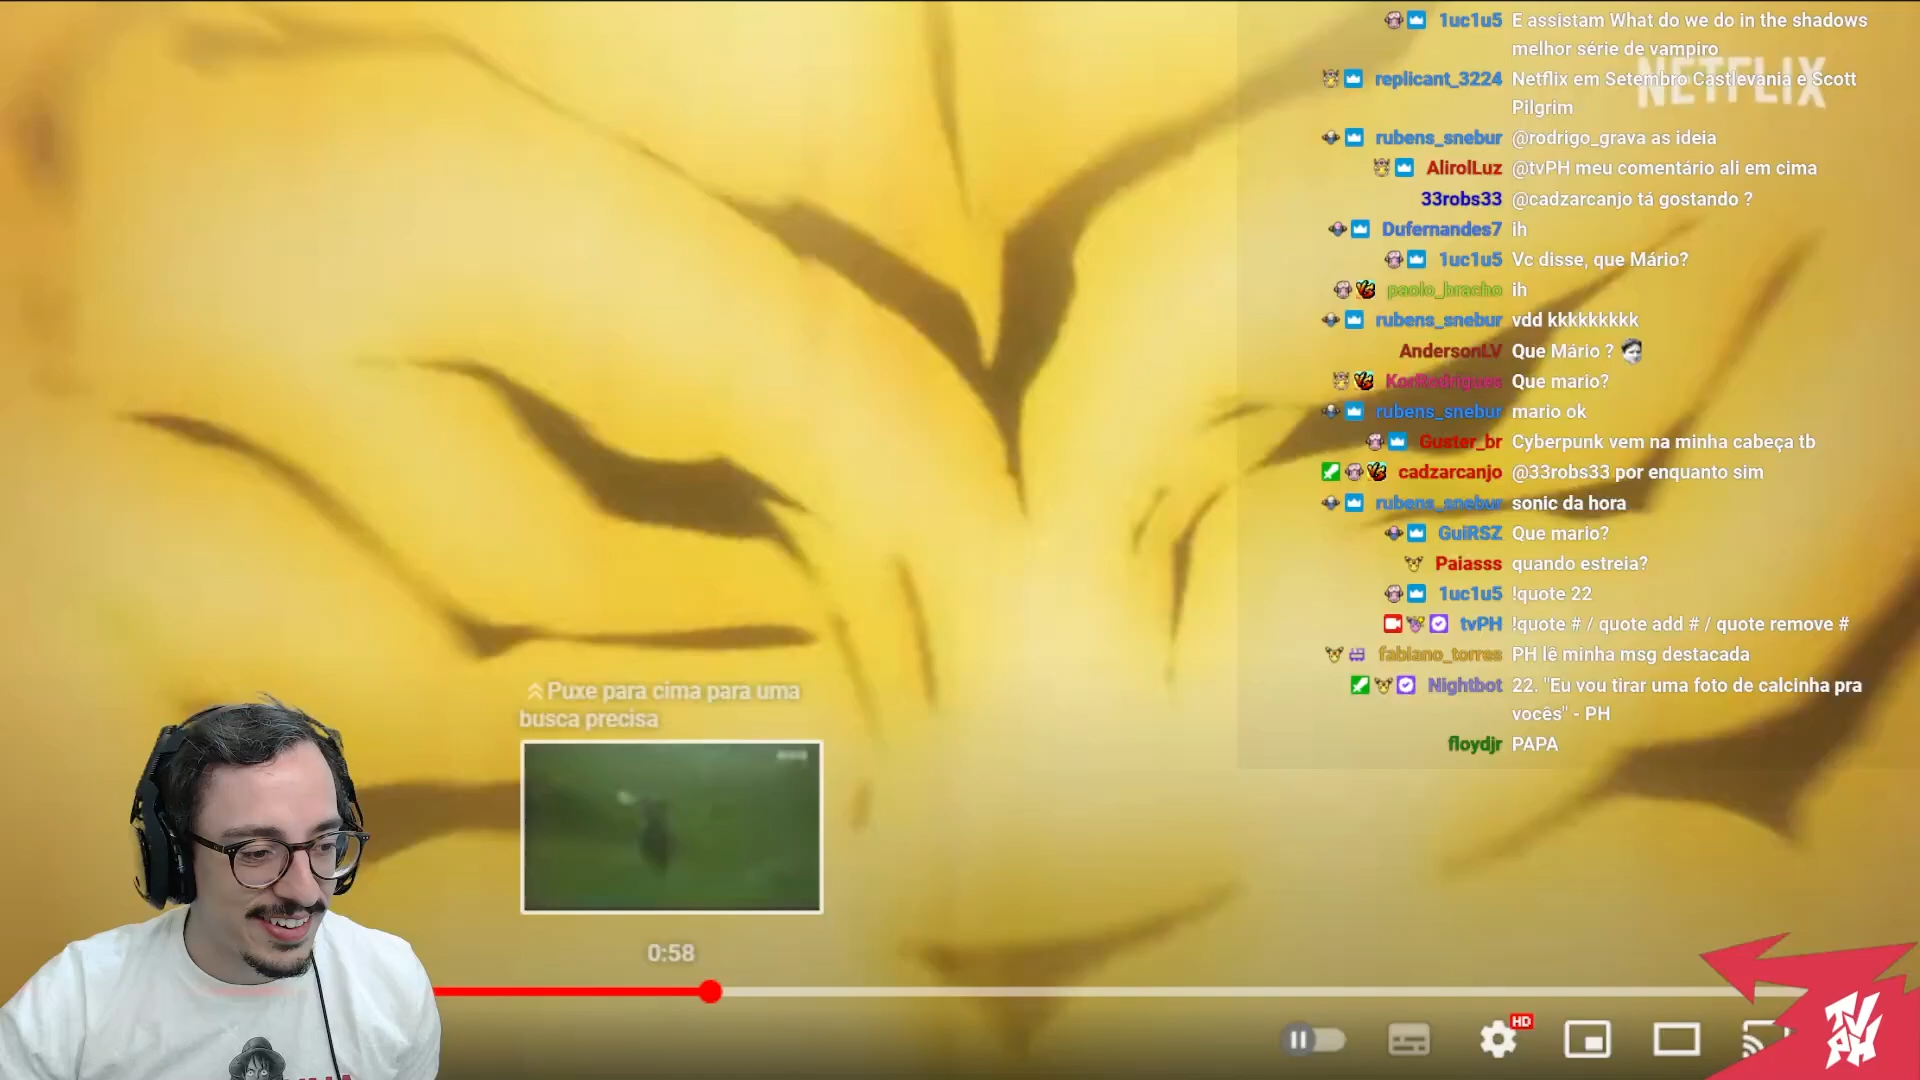 1uc1u5 E assistam What do we do in the shadows
melhor série de vampiro
NETFLIX
replicant_3224 Netflix em Setembro Castlevania e Scott
Pilgrim
rubens_snebur @rodrigo_grava as ideia
AlirolLuz @tvPH meu comentário ali em cima
33robs33 @cadzarcanjo tá gostando ?
Dufernandes7 ih
1uc1u5 Vc disse, que Mário?
paolo_bracho ih
rubens_snebur vdd kkkkkkkkk
AndersonLV Que Mário ?
KorRodrigues Que mario?
rubens_snebur mario ok
Guster_br Cyberpunk vem na minha cabeça tb
cadzarcanjo @33robs33 por enquanto sim
rubens_snebur sonic da hora
GuiRSZ Que mario?
Paiasss quando estreia?
1uc1u5 !quote 22
tvPH !quote # / quote add # / quote remove #
fabiano_torres PH lê minha msg destacada
Nightbot 22. "Eu vou tirar uma foto de calcinha pra
vocês" - PH
floydjr PAPA
Puxe para cima para uma
busca precisa
0:58
HD
TV
PH